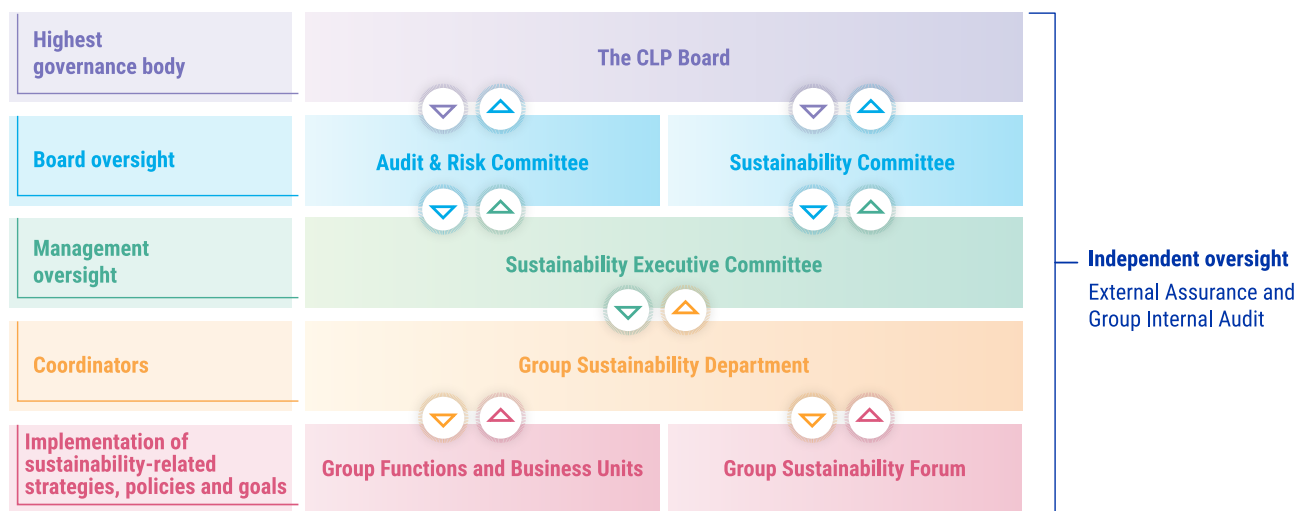 Highest
governance body
The CLP Board
Board oversight
Audit & Risk Committee
Sustainability Committee
Management
oversight
Sustainability Executive Committee
Independent oversight
External Assurance and
Group Internal Audit
Coordinators
Group Sustainability Department
Implementation of
sustainability-related
strategies, policies and goals
Group Functions and Business Units
Group Sustainability Forum